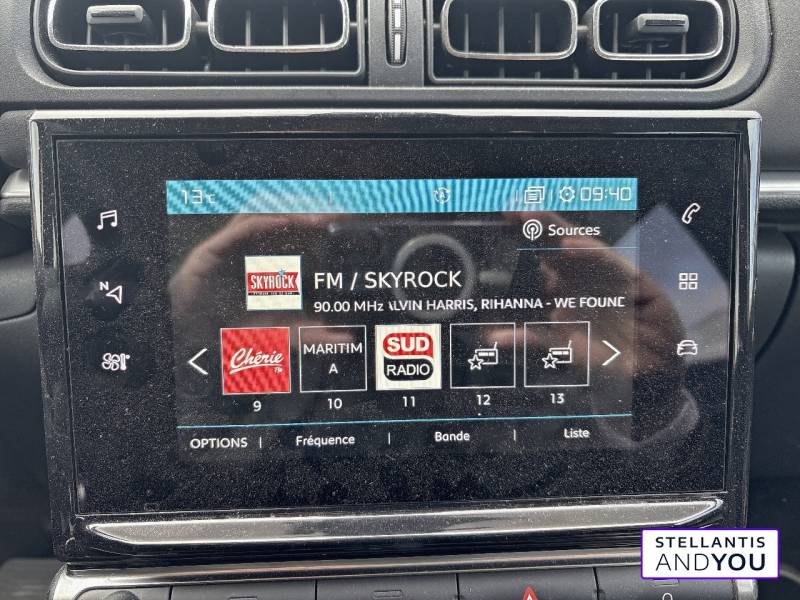 13°C 09:40
Sources
SKYROCK
FM / SKYROCK
90.00 MHz ALVIN HARRIS, RIHANNA - WE FOUND
N
Chérie FM
MARITIM
A
SUD
RADIO
9 10 11 12 13
OPTIONS | Fréquence | Bande | Liste
STELLANTIS
ANDYOU